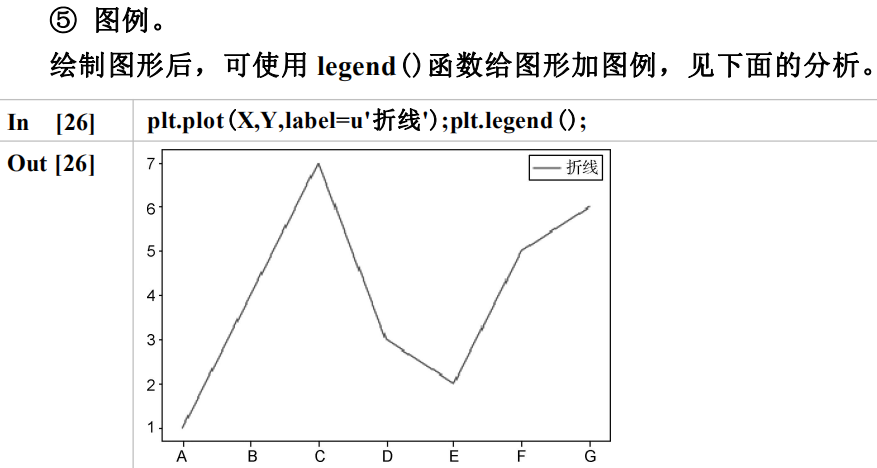 ⑤ 图例。
绘制图形后，可使用 legend()函数给图形加图例，见下面的分析。
In [26] plt.plot(X,Y,label=u'折线');plt.legend();
Out [26]
折线
7
6
5
4
3
2
1
A B C D E F G